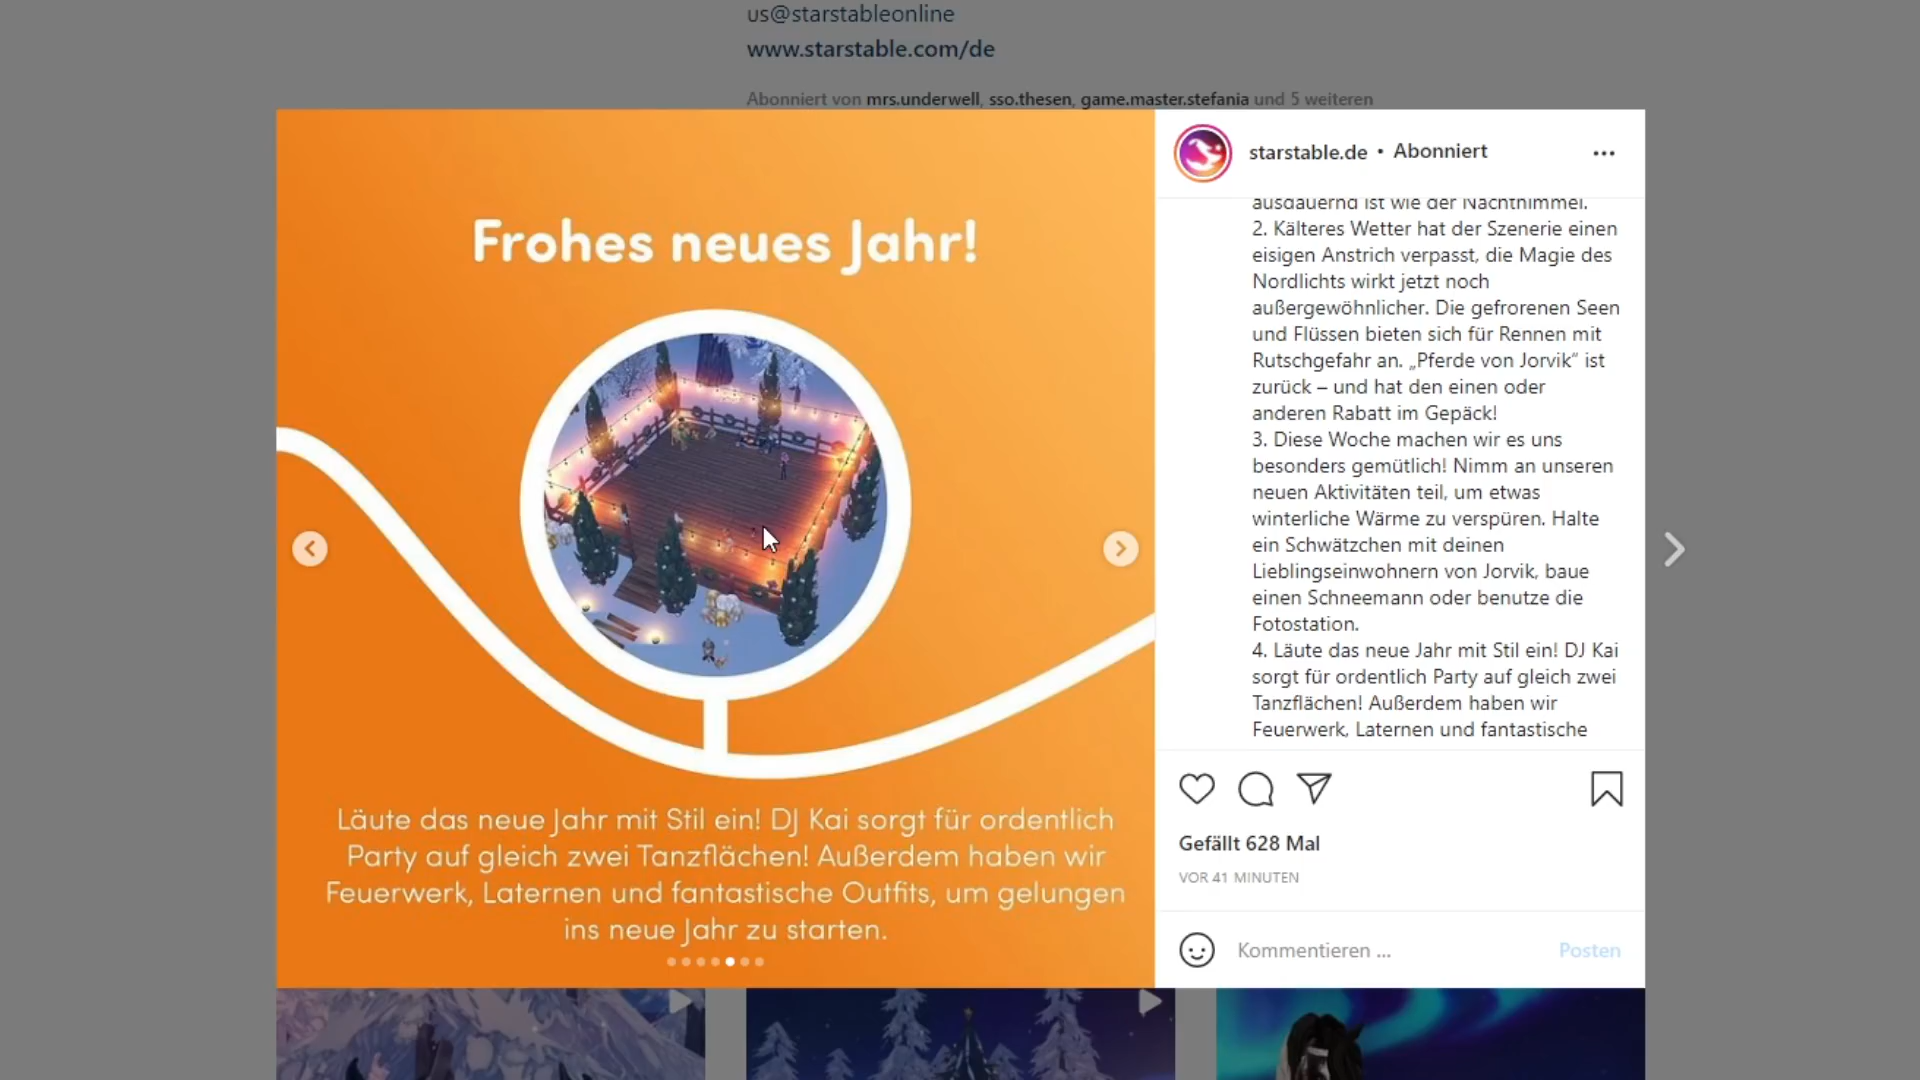 us@starstableonline
www.starstable.com/de
Abonniert von mrs.underwell, sso.thesen, game.master.stefania und 5 weiteren
Frohes neues Jahr!
Läute das neue Jahr mit Stil ein! DJ Kai sorgt für ordentlich
Party auf gleich zwei Tanzflächen! Außerdem haben wir
Feuerwerk, Laternen und fantastische Outfits, um gelungen
ins neue Jahr zu starten.
starstable.de • Abonniert
ausdauernd ist wie der Nachthimmel.
2. Kälteres Wetter hat der Szenerie einen
eisigen Anstrich verpasst, die Magie des
Nordlichts wirkt jetzt noch
außergewöhnlicher. Die gefrorenen Seen
und Flüssen bieten sich für Rennen mit
Rutschgefahr an. „Pferde von Jorvik“ ist
zurück – und hat den einen oder
anderen Rabatt im Gepäck!
3. Diese Woche machen wir es uns
besonders gemütlich! Nimm an unseren
neuen Aktivitäten teil, um etwas
winterliche Wärme zu verspüren. Halte
ein Schwätzchen mit deinen
Lieblingseinwohnern von Jorvik, baue
einen Schneemann oder benutze die
Fotostation.
4. Läute das neue Jahr mit Stil ein! DJ Kai
sorgt für ordentlich Party auf gleich zwei
Tanzflächen! Außerdem haben wir
Feuerwerk, Laternen und fantastische
Gefällt 628 Mal
VOR 41 MINUTEN
Kommentieren ...
Posten